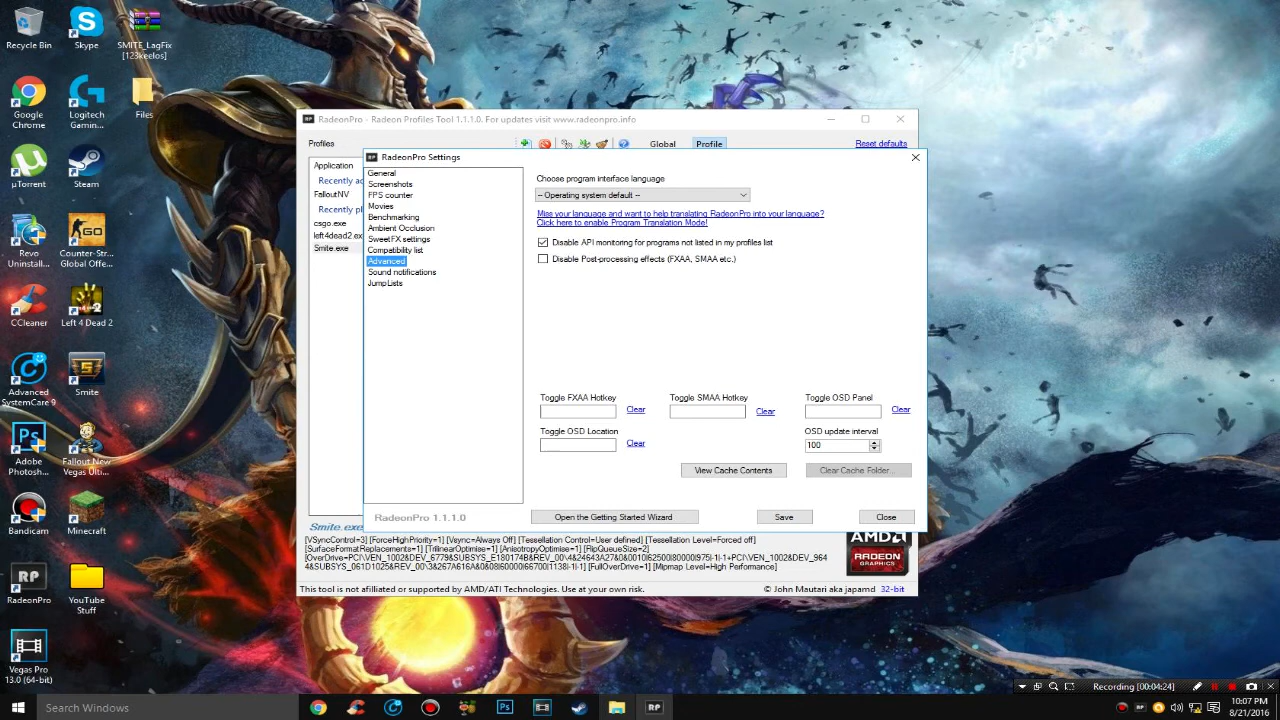 Recycle Bin
Skype
SMITE_LagFix
[123keelos]
Google
Chrome
Logitech
Gamin...
Files
µTorrent
Steam
Revo
Uninstall...
Counter-Str...
Global Offe...
CCleaner
Left 4 Dead 2
Advanced
SystemCare 9
Smite
Adobe
Photosh...
Fallout New
Vegas Ulti...
Bandicam
Minecraft
RadeonPro
YouTube
Stuff
Vegas Pro
13.0 (64-bit)
RadeonPro - Radeon Profiles Tool 1.1.1.0. For updates visit www.radeonpro.info
Profiles
Global
Profile
Reset defaults
Application
Recently ad
FalloutNV
Recently pl
csgo.exe
left4dead2.ex
Smite.exe
RadeonPro Settings
General
Screenshots
FPS counter
Movies
Benchmarking
Ambient Occlusion
SweetFX settings
Compatibility list
Advanced
Sound notifications
JumpLists
Choose program interface language
-- Operating system default --
Miss your language and want to help translating RadeonPro into your language?
Click here to enable Program Translation Mode!
Disable API monitoring for programs not listed in my profiles list
Disable Post-processing effects (FXAA, SMAA etc.)
Toggle FXAA Hotkey
Clear
Toggle SMAA Hotkey
Clear
Toggle OSD Panel
Clear
Toggle OSD Location
Clear
OSD update interval
100
View Cache Contents
Clear Cache Folder...
RadeonPro 1.1.1.0
Open the Getting Started Wizard
Save
Close
Smite.exe
[VSyncControl=3] [ForceHighPriority=1] [Vsync=Always Off] [Tessellation Control=User defined] [Tessellation Level=Forced off]
[SurfaceFormatReplacements=1] [TrilinearOptimise=1] [AnisotropyOptimise=1] [FlipQueueSize=2]
AMD
RADEON
GRAPHICS
[FullOverDrive=1] [Mipmap Level=High Performance]
This tool is not afiliated or supported by AMD/ATI Technologies. Use at your own risk.
© John Mautari aka japamd 32-bit
Recording [00:04:24]
Search Windows
10:07 PM
8/21/2016